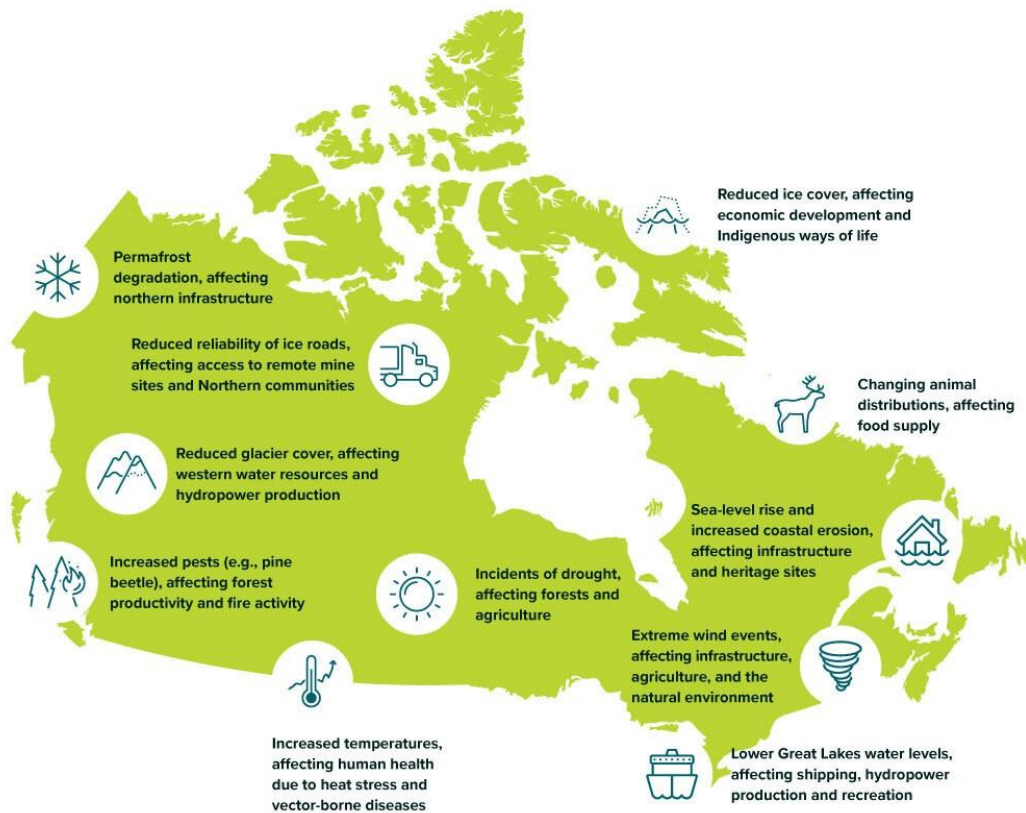 Reduced ice cover, affecting
economic development and
Indigenous ways of life
Permafrost
degradation, affecting
northern infrastructure
Reduced reliability of ice roads,
affecting access to remote mine
sites and Northern communities
Changing animal
distributions, affecting
food supply
Reduced glacier cover, affecting
western water resources and
hydropower production
Sea-level rise and
increased coastal erosion,
affecting infrastructure
and heritage sites
Increased pests (e.g., pine
beetle), affecting forest
productivity and fire activity
Incidents of drought,
affecting forests and
agriculture
Extreme wind events,
affecting infrastructure,
agriculture, and the
natural environment
Increased temperatures,
affecting human health
due to heat stress and
vector-borne diseases
Lower Great Lakes water levels,
affecting shipping, hydropower
production and recreation